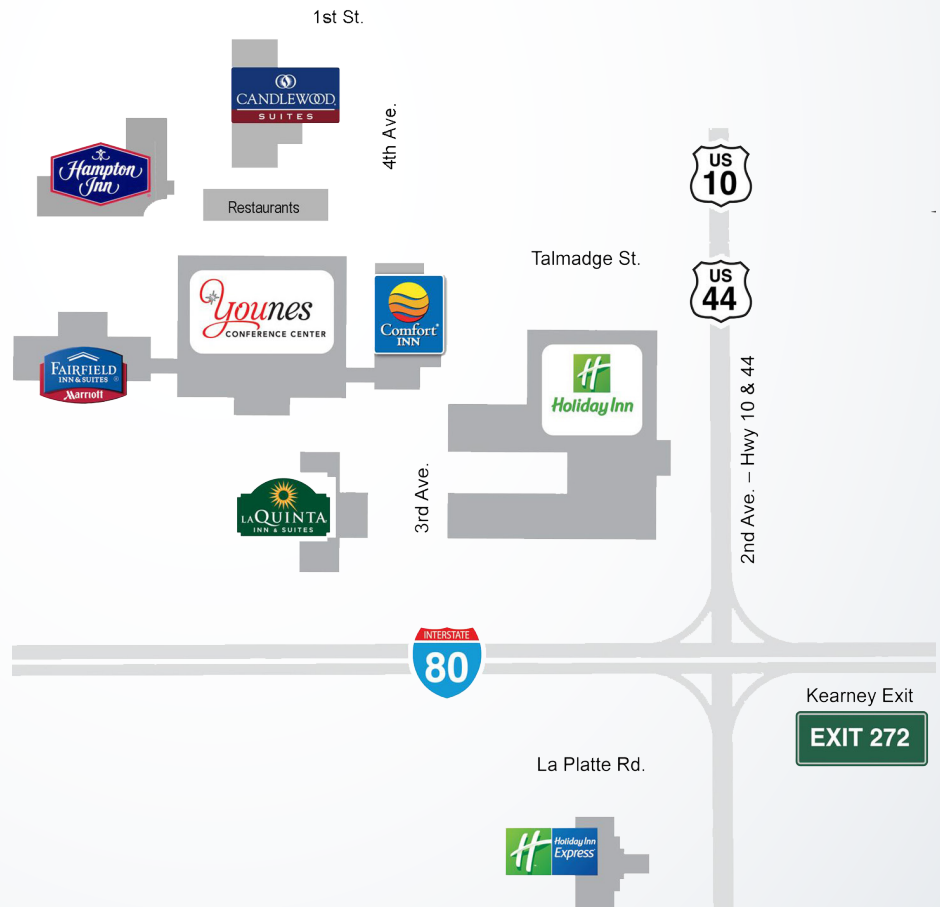 1st St.
CANDLEWOOD
SUITES
4th Ave.
Hampton
Inn
US
10
Restaurants
Talmadge St.
US
44
Younes
CONFERENCE CENTER
Comfort
INN
FAIRFIELD
INN & SUITES ®
Marriott
Holiday Inn
2nd Ave. – Hwy 10 & 44
3rd Ave.
LAQUINTA
INN & SUITES
INTERSTATE
80
Kearney Exit
EXIT 272
La Platte Rd.
Holiday Inn
Express